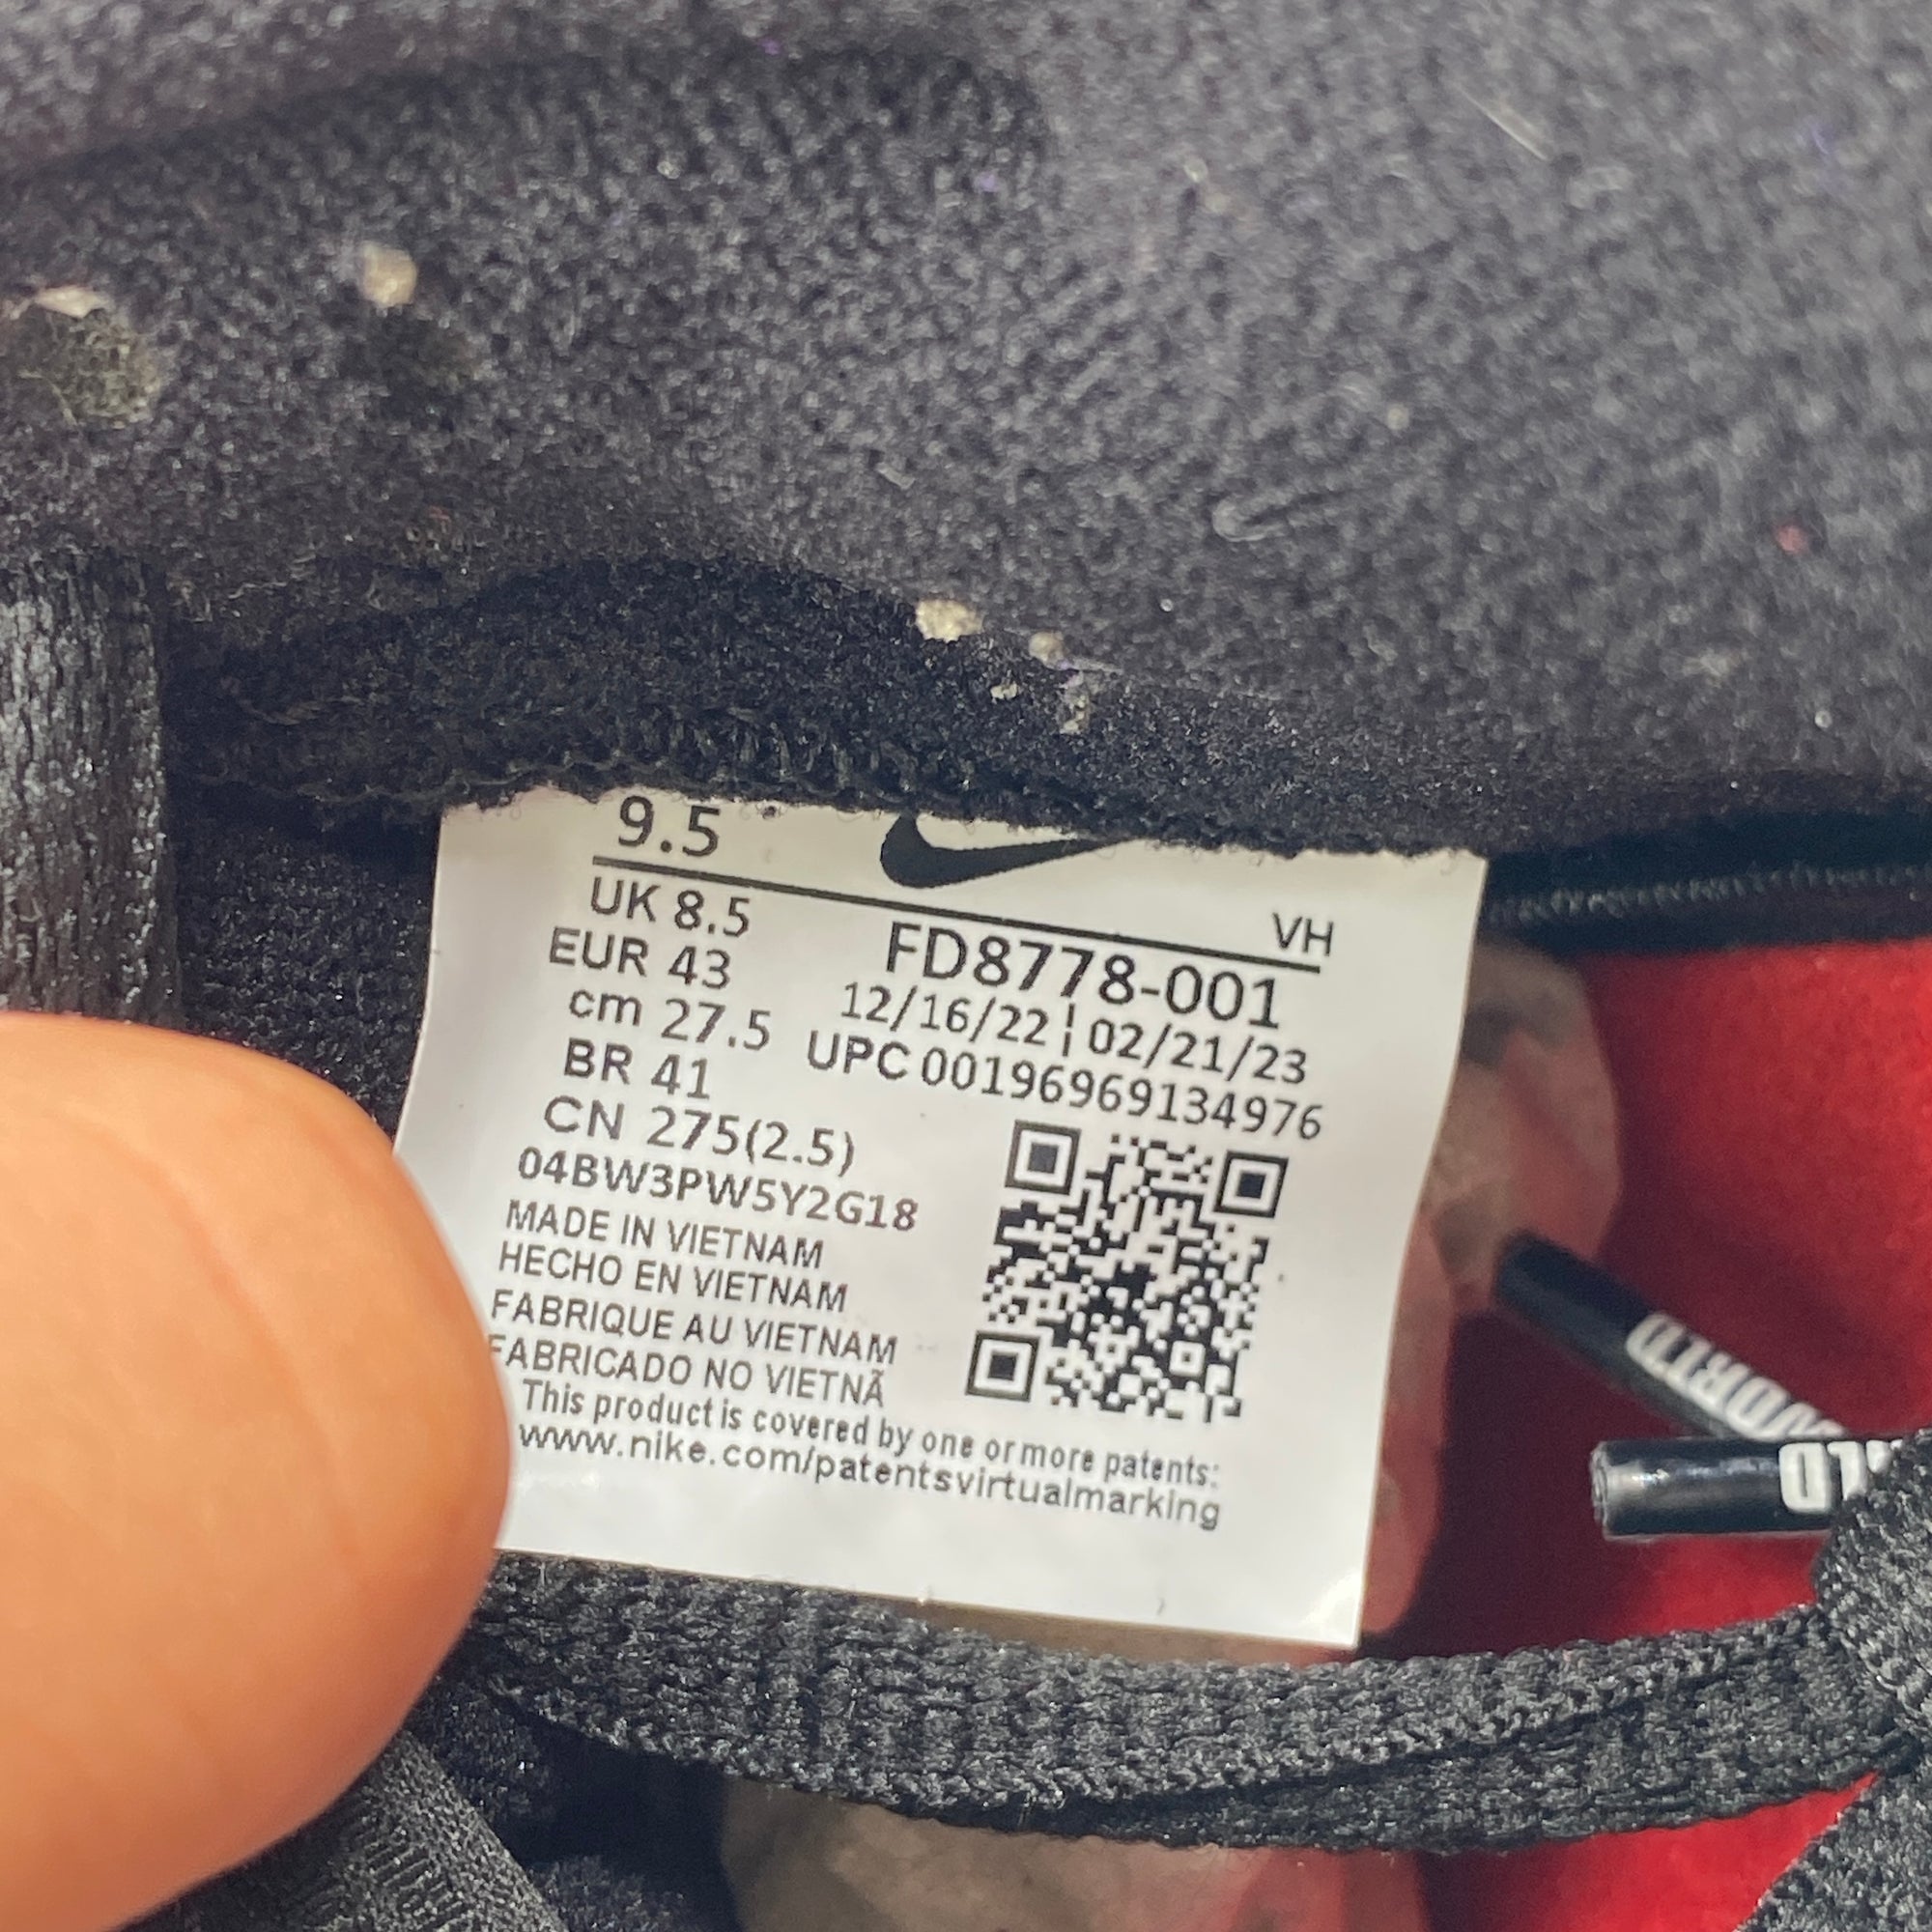 9.5
VH
UK 8.5
EUR 43
cm 27.5
BR 41
CN 275(2.5)
FD8778-001
12/16/22¦02/21/23
UPC 00196969134976
04BW3PW5Y2G18
MADE IN VIETNAM
HECHO EN VIETNAM
FABRIQUE AU VIETNAM
FABRICADO NO VIETNÃ
This product is covered by one or more patents:
www.nike.com/patentsvirtualmarking
WORLD